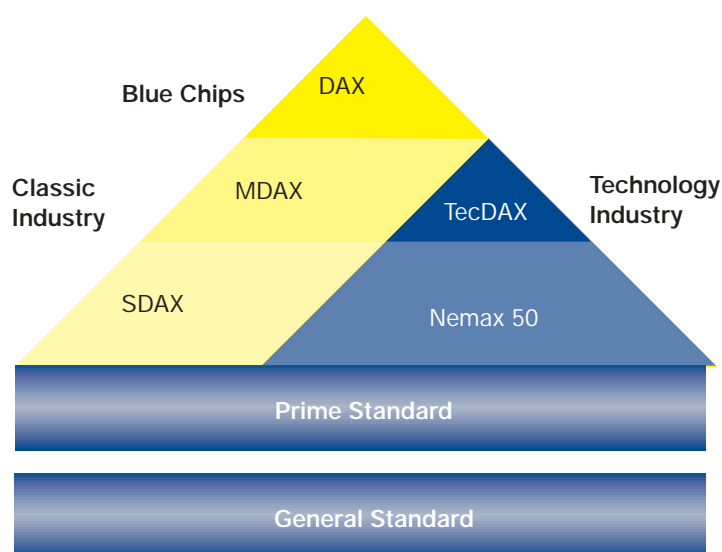 DAX
Blue Chips
MDAX
Classic
Industry
Technology
Industry
TecDAX
SDAX
Nemax 50
Prime Standard
General Standard